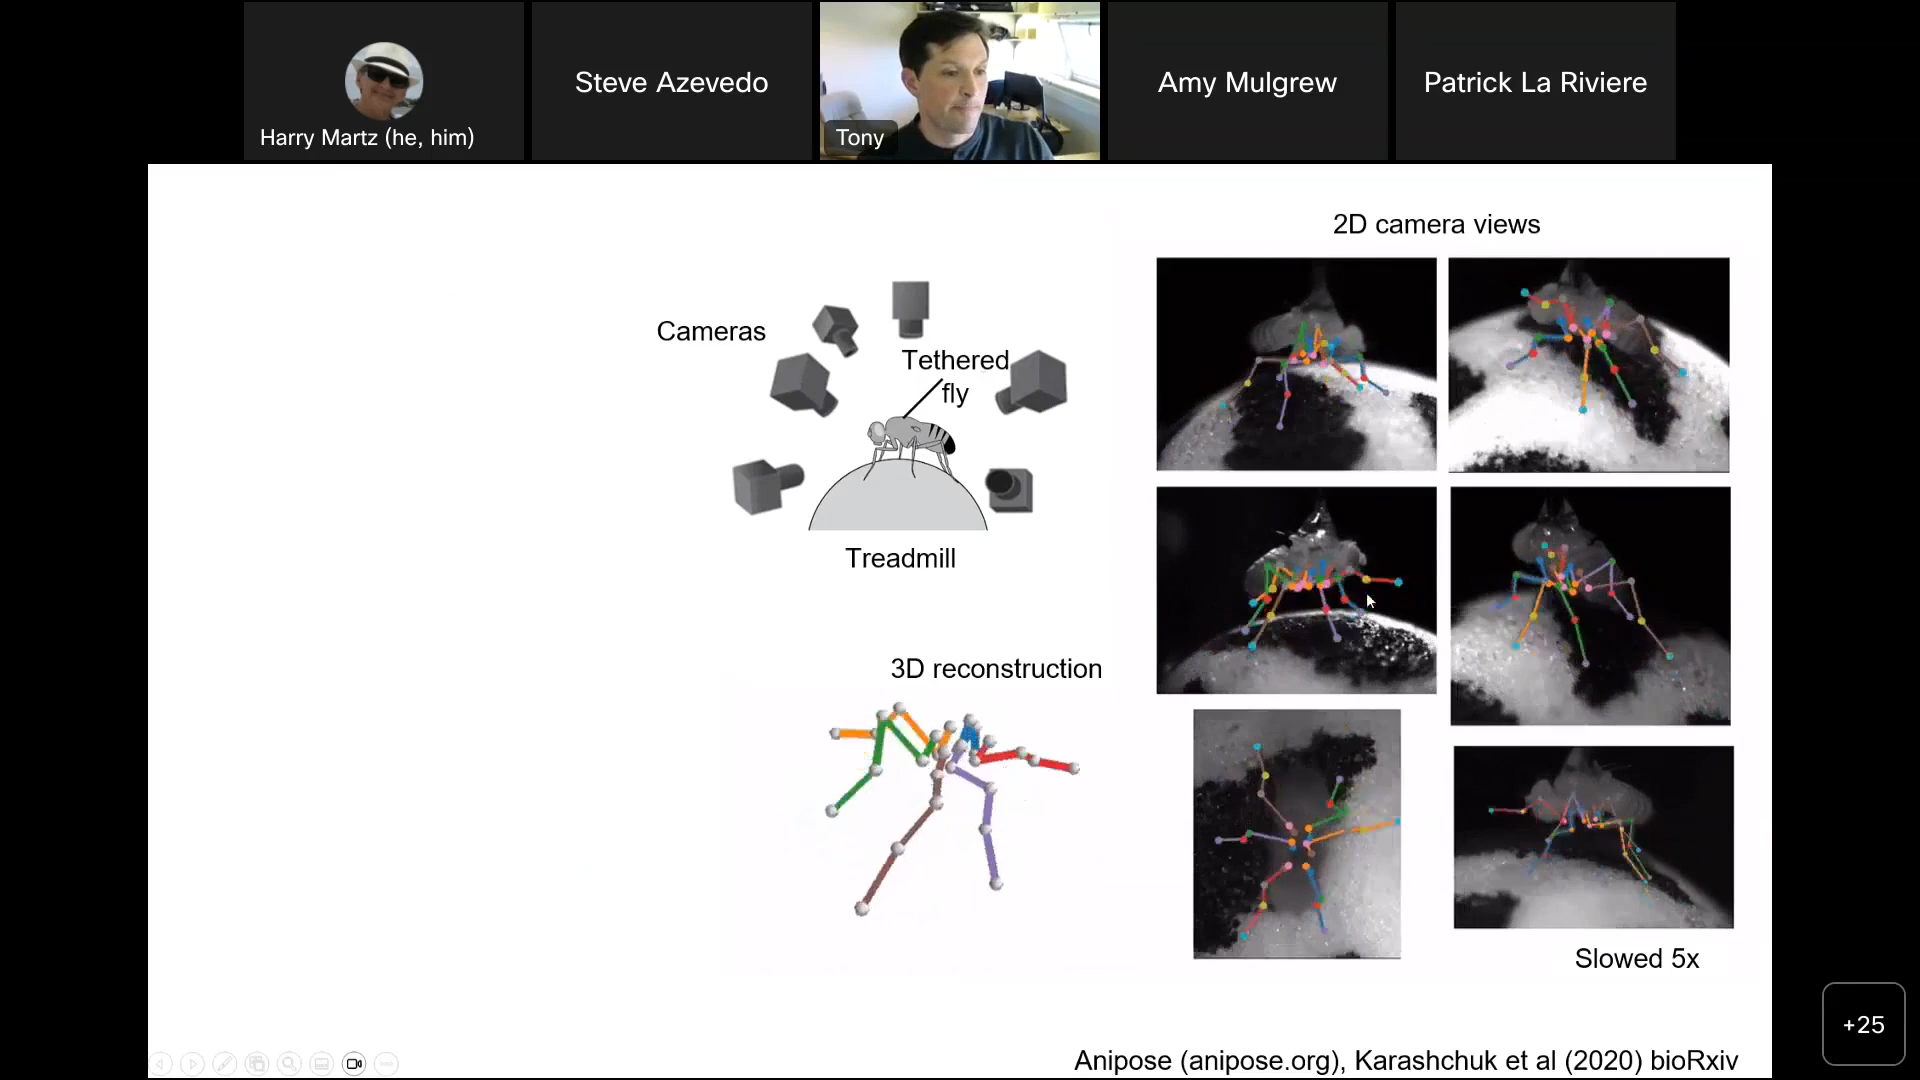 Harry Martz (he, him)
Steve Azevedo
Tony
Amy Mulgrew
Patrick La Riviere
2D camera views
Cameras
Tethered
fly
Treadmill
3D reconstruction
Slowed 5x
+25
Anipose (anipose.org), Karashchuk et al (2020) bioRxiv